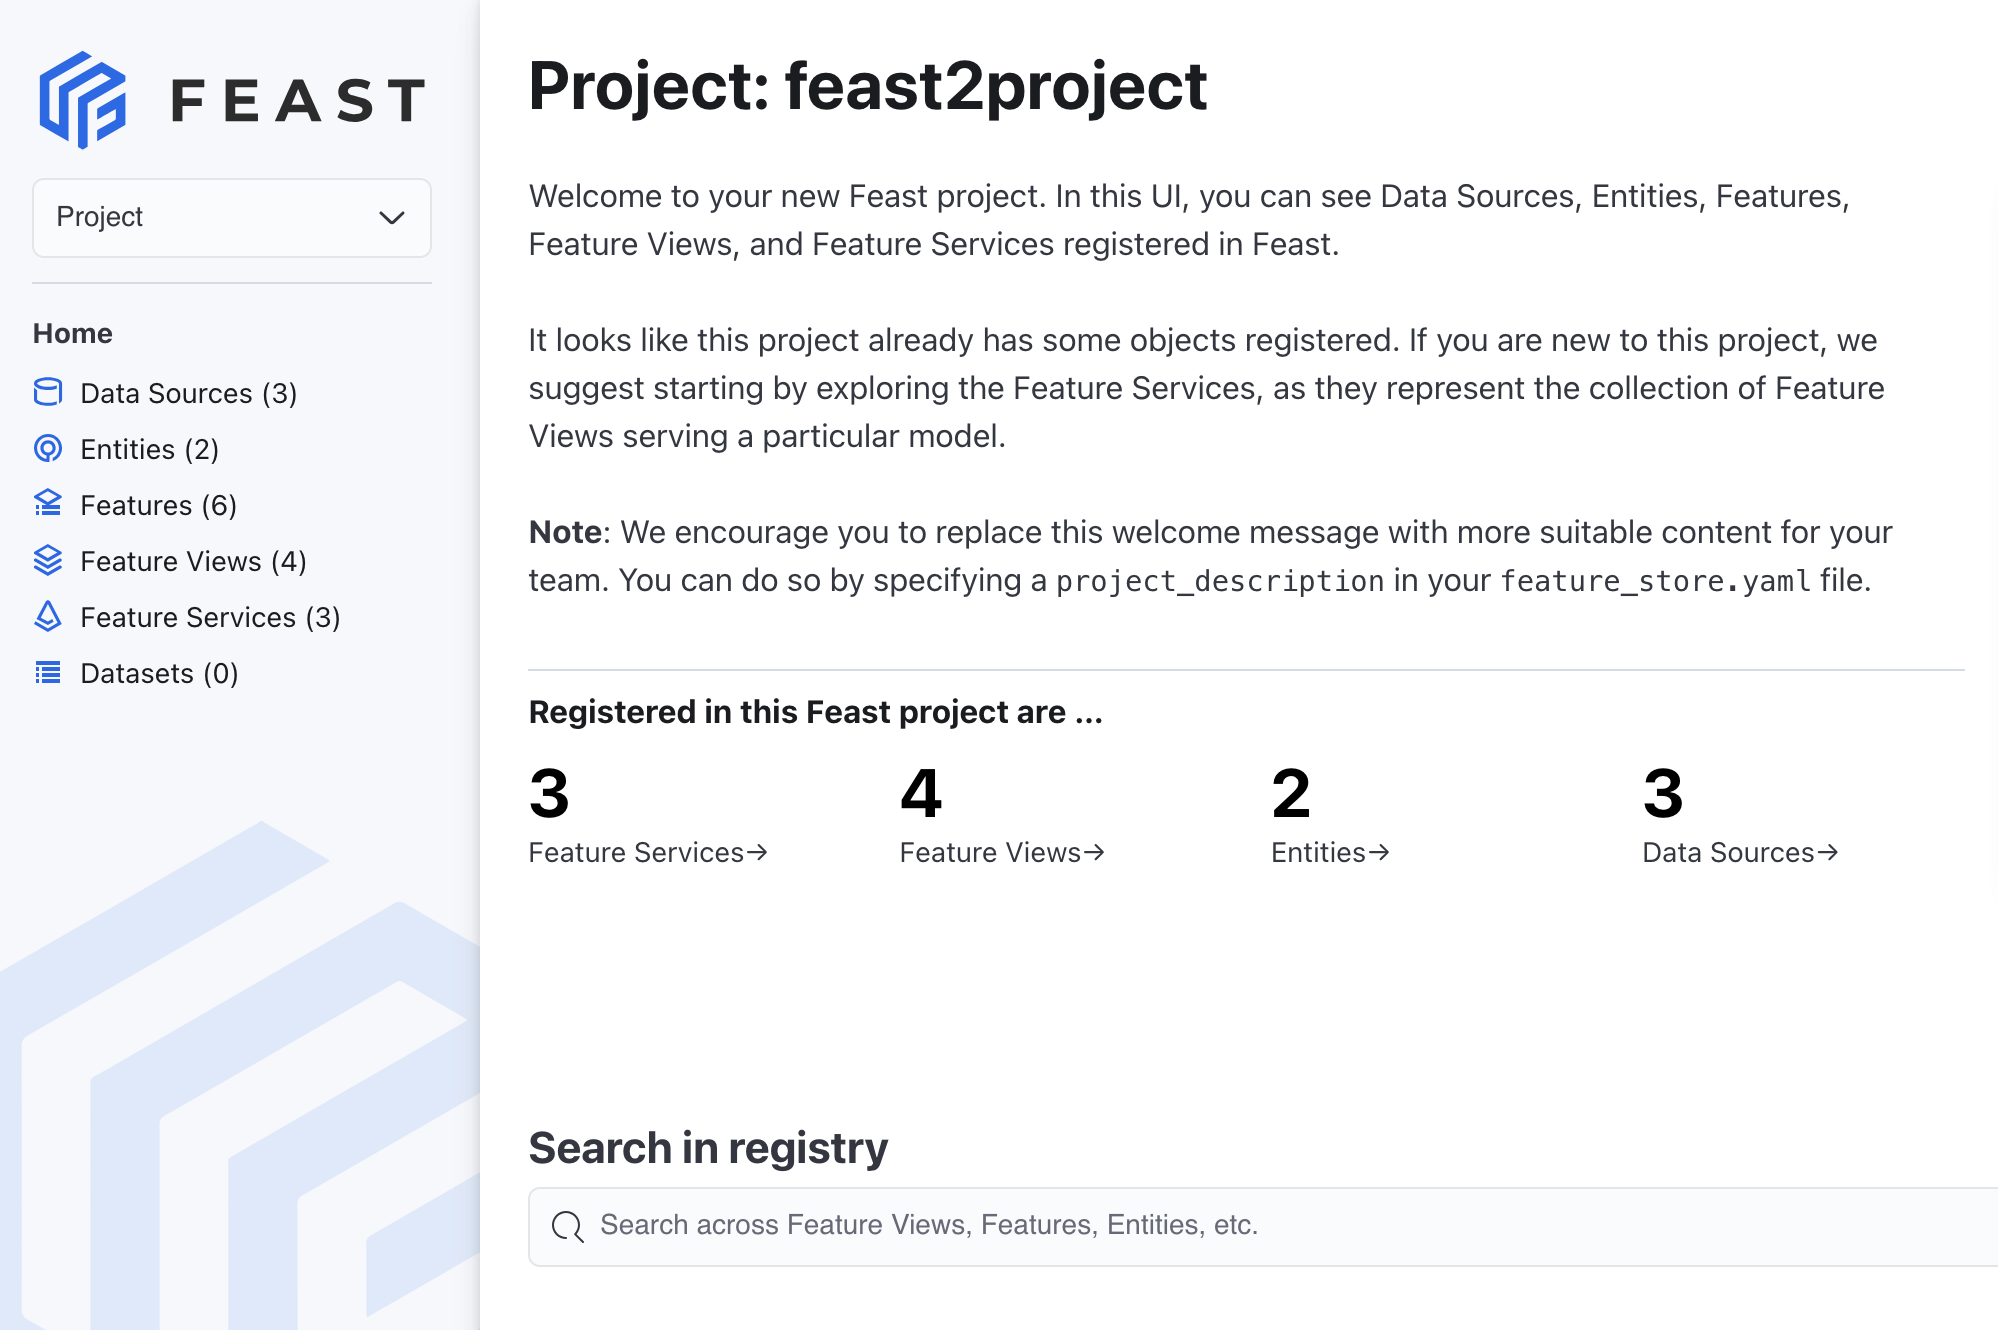 FEAST
Project
Home
Data Sources (3)
Entities (2)
Features (6)
Feature Views (4)
Feature Services (3)
Datasets (0)
Project: feast2project
Welcome to your new Feast project. In this UI, you can see Data Sources, Entities, Features,
Feature Views, and Feature Services registered in Feast.
It looks like this project already has some objects registered. If you are new to this project, we
suggest starting by exploring the Feature Services, as they represent the collection of Feature
Views serving a particular model.
Note: We encourage you to replace this welcome message with more suitable content for your
team. You can do so by specifying a project_description in your feature_store.yaml file.
Registered in this Feast project are ...
3 4 2 3
Feature Services→ Feature Views→ Entities→ Data Sources→
Search in registry
Search across Feature Views, Features, Entities, etc.